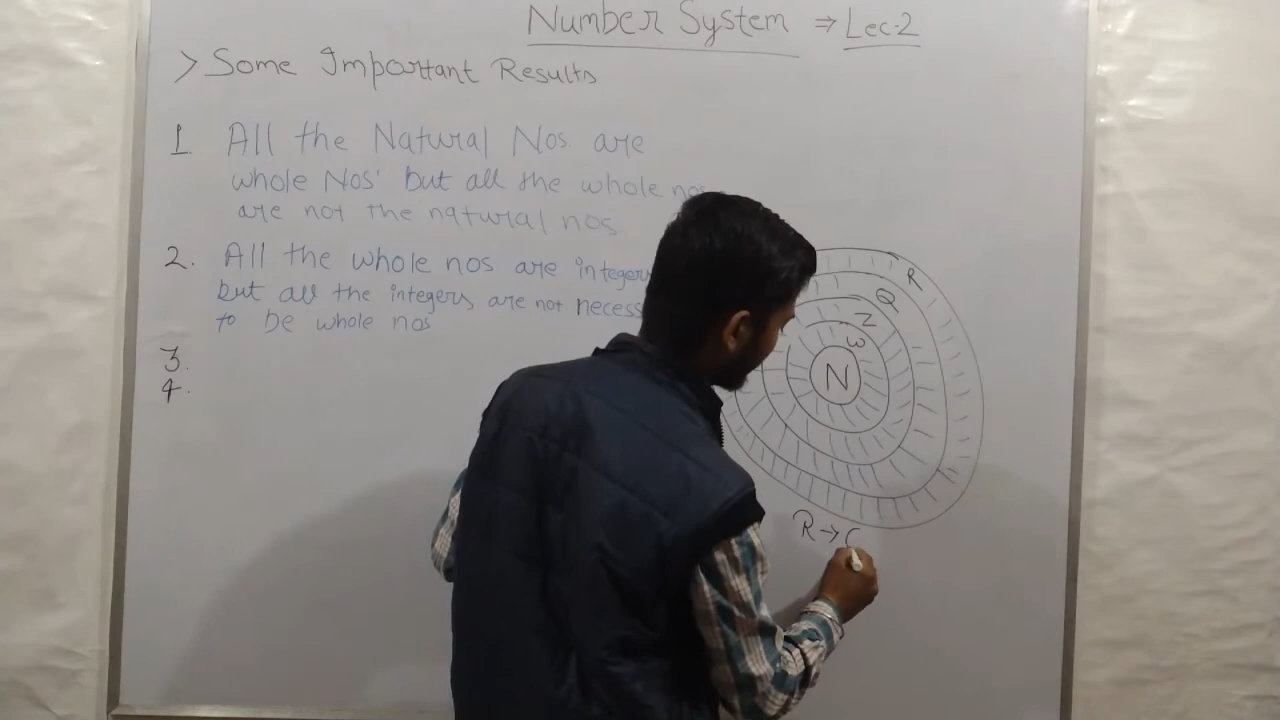 Number System ⇒ Lec-2
> Some Important Results
1. All the Natural Nos. are
whole Nos' but all the whole nos
are not the natural nos.
2. All the whole nos are integers
but all the integers are not necess
to be whole nos
3.
4.
R
Q
Z
W
N
R → C